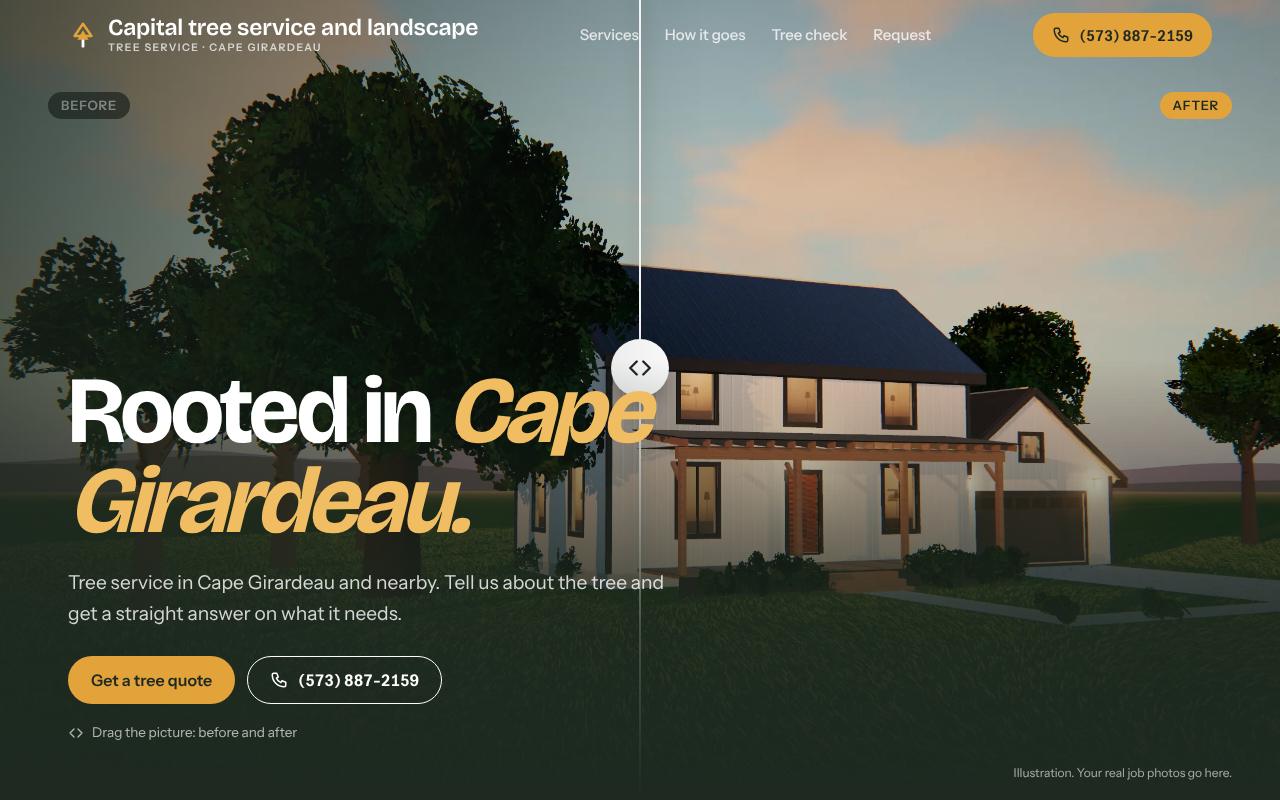 Capital tree service and landscape
TREE SERVICE · CAPE GIRARDEAU
Services
How it goes
Tree check
Request
(573) 887-2159
BEFORE
AFTER
Rooted in Cape
Girardeau.
Tree service in Cape Girardeau and nearby. Tell us about the tree and
get a straight answer on what it needs.
Get a tree quote
(573) 887-2159
Drag the picture: before and after
Illustration. Your real job photos go here.